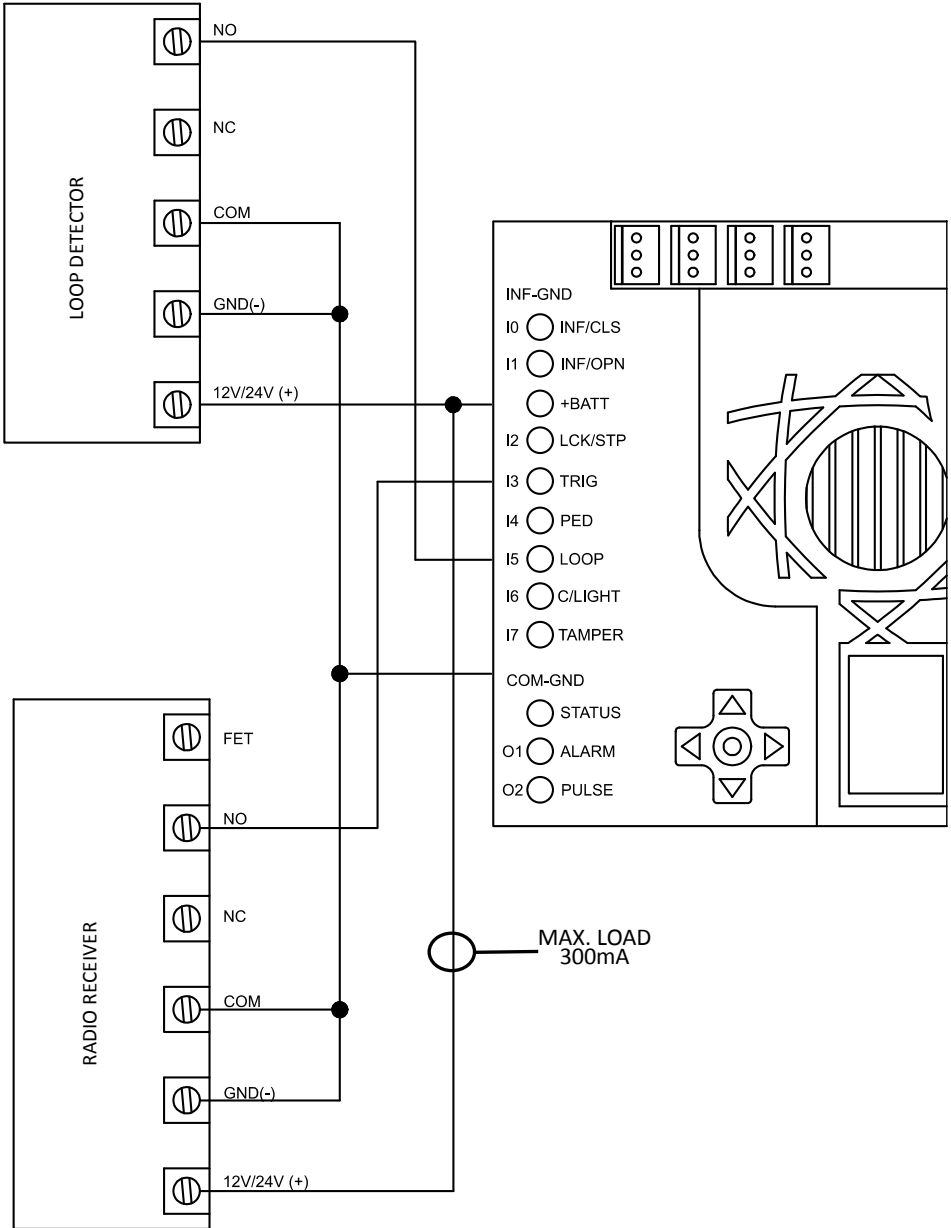 LOOP DETECTOR
NO
NC
COM
GND(-)
12V/24V (+)
INF-GND
I0 INF/CLS
I1 INF/OPN
+BATT
I2 LCK/STP
I3 TRIG
I4 PED
I5 LOOP
I6 C/LIGHT
I7 TAMPER
COM-GND
STATUS
O1 ALARM
O2 PULSE
RADIO RECEIVER
FET
NO
NC
COM
GND(-)
12V/24V (+)
MAX. LOAD
300mA